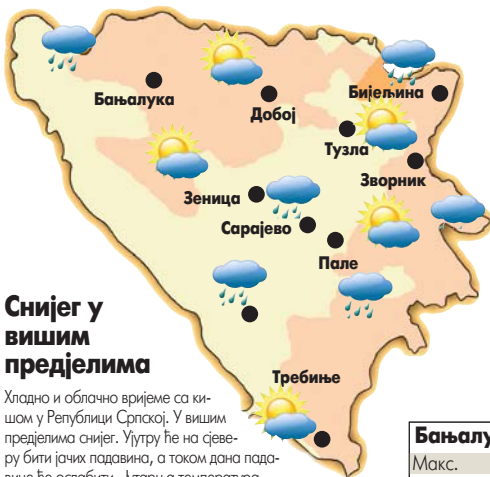 Бањалука
Добој
Бијељина
Тузла
Зворник
Зеница
Сарајево
Пале
Требиње
Снијег у
вишим
предјелима
Хладно и облачно вријеме са ки-
шом у Републици Српској. У вишим
предјелима снијег. Ујутру ће на сјеве-
ру бити јачих падавина, а током дана пада-
температура
Макс.